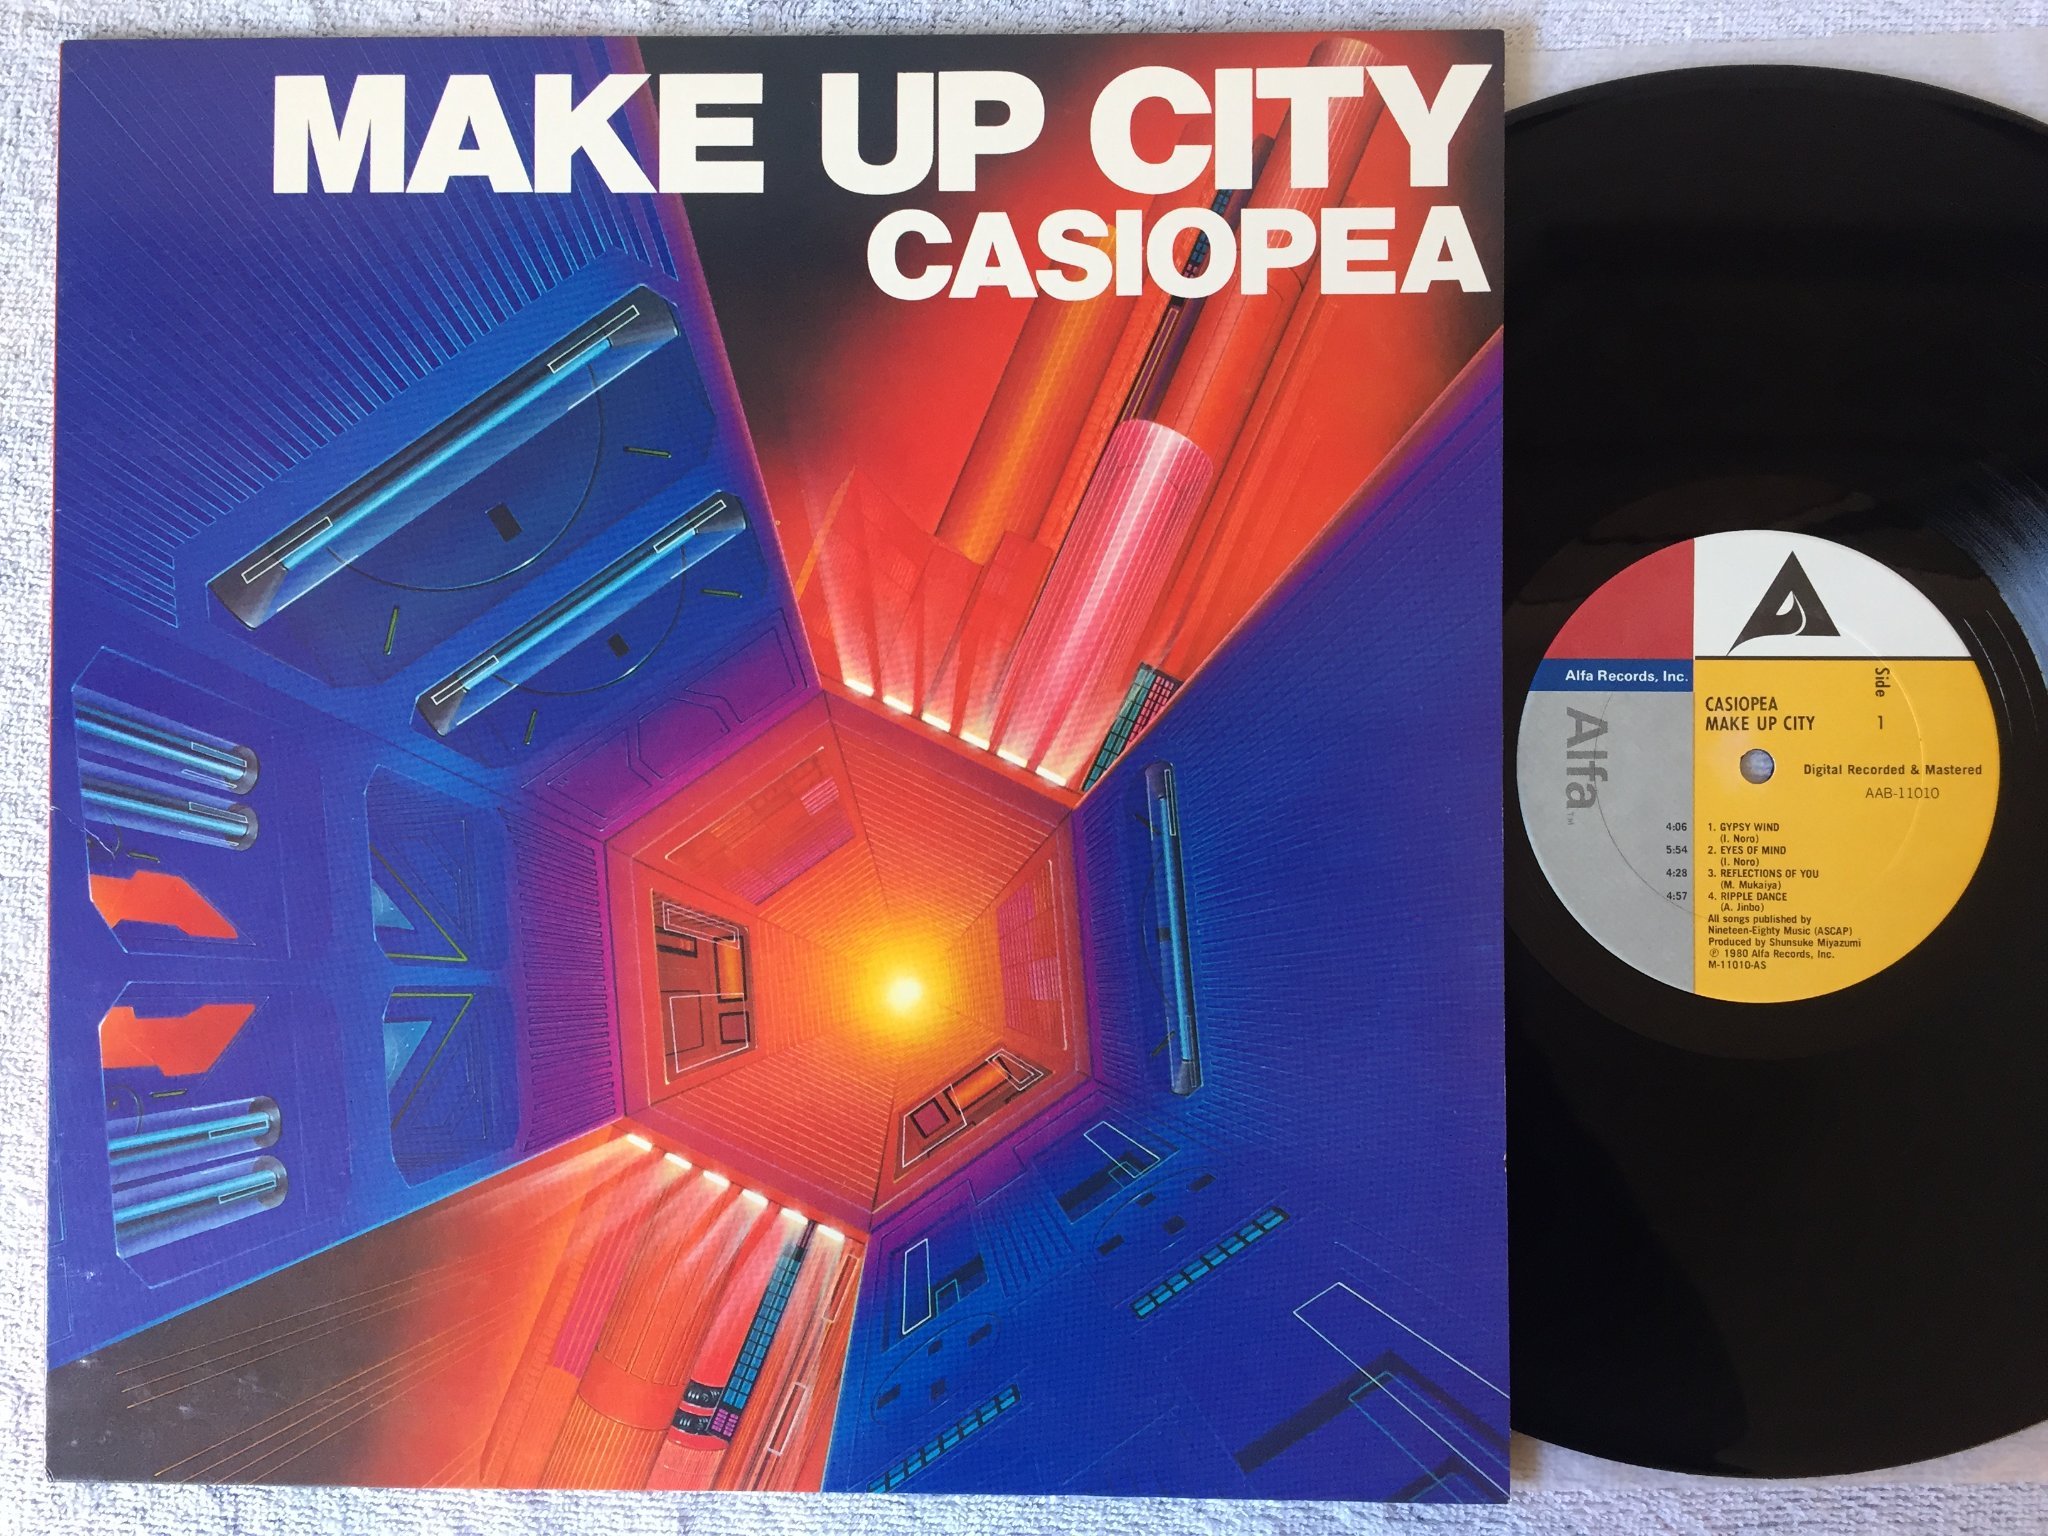 MAKE UP CITY
CASIOPEA
Alfa Records, Inc.
Alfa™
Side 1
CASIOPEA
MAKE UP CITY
Digital Recorded & Mastered
AAB-11010
4:06 1. GYPSY WIND
(I. Noro)
5:54 2. EYES OF MIND
(I. Noro)
4:28 3. REFLECTIONS OF YOU
(M. Mukaiya)
4:57 4. RIPPLE DANCE
(A. Jinbo)
All songs published by
Nineteen-Eighty Music (ASCAP)
Produced by Shunsuke Miyazumi
℗ 1980 Alfa Records, Inc.
M-11010-AS